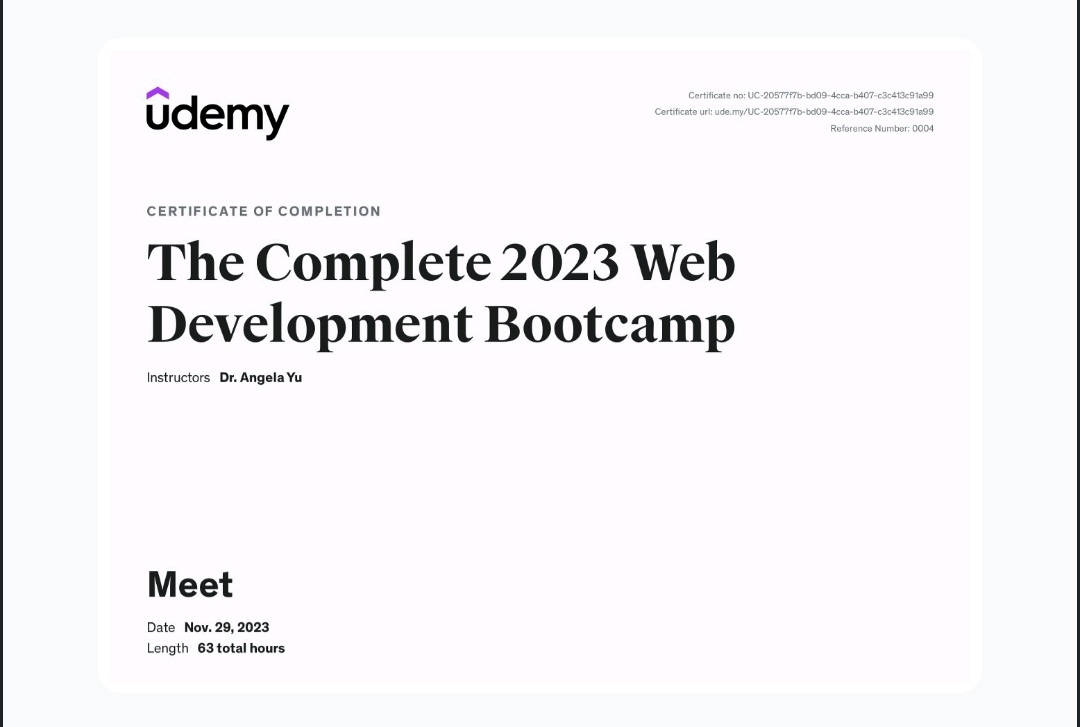 ûdemy
Certificate no: UC-20577f7b-bd09-4cca-b407-c3c413c91a99
Certificate url: ude.my/UC-20577f7b-bd09-4cca-b407-c3c413c91a99
Reference Number: 0004
CERTIFICATE OF COMPLETION
The Complete 2023 Web
Development Bootcamp
Instructors Dr. Angela Yu
Meet
Date Nov. 29, 2023
Length 63 total hours